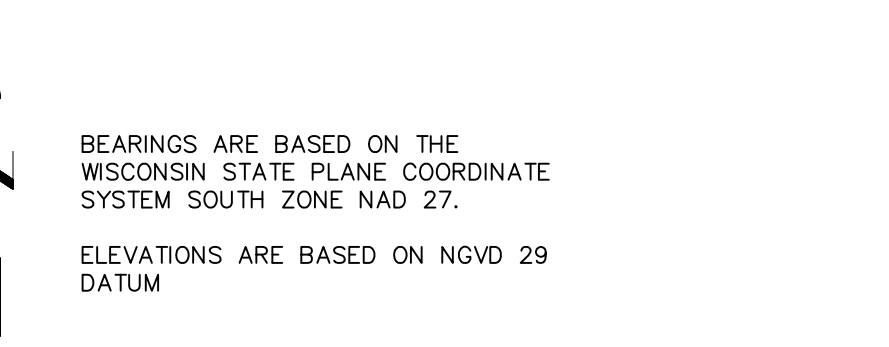 BEARINGS ARE BASED ON THE
WISCONSIN STATE PLANE COORDINATE
SYSTEM SOUTH ZONE NAD 27.
ELEVATIONS ARE BASED ON NGVD 29
DATUM